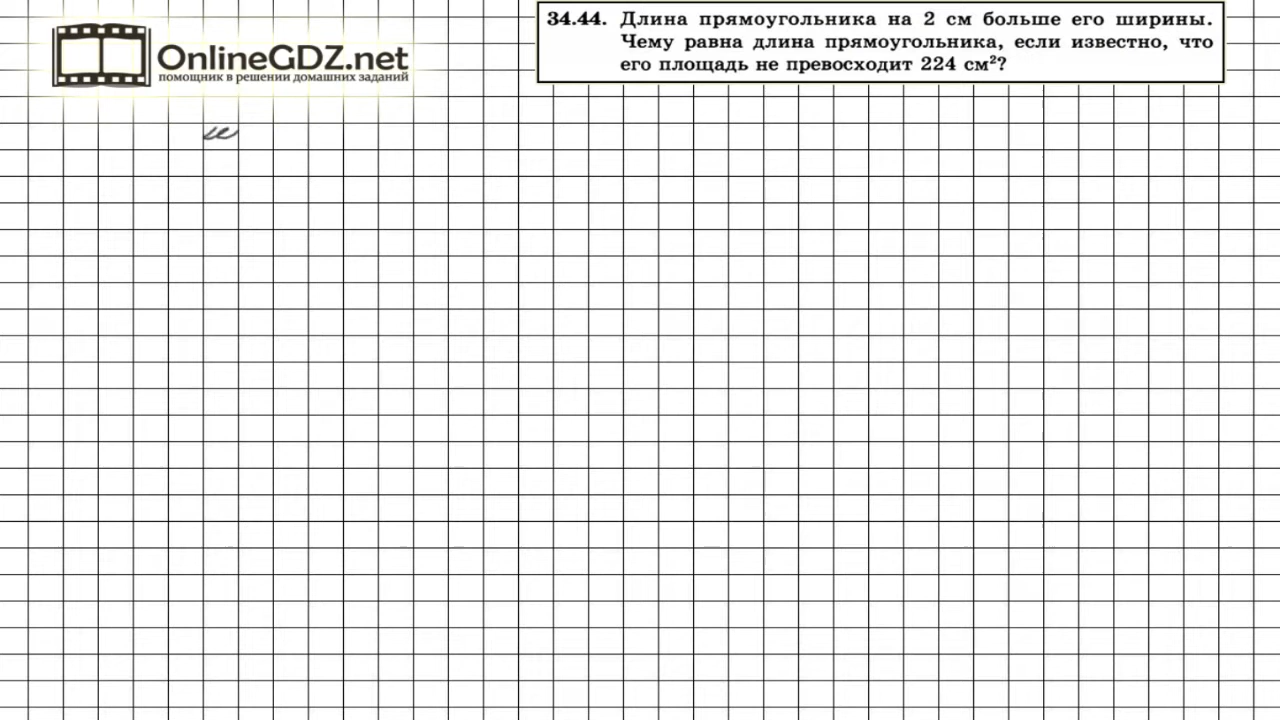 OnlineGDZ.net
помощник в решении домашних заданий
34.44. Длина прямоугольника на 2 см больше его ширины.
Чему равна длина прямоугольника, если известно, что
его площадь не превосходит 224 см²?